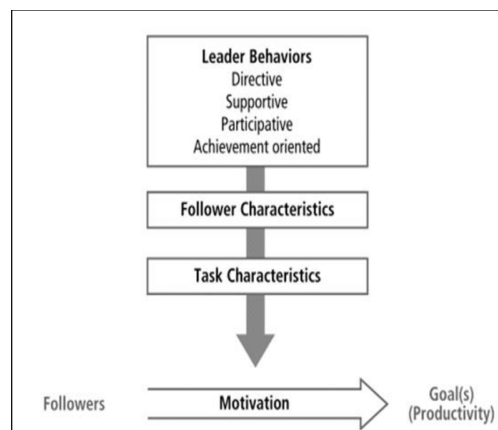 Leader Behaviors
Directive
Supportive
Participative
Achievement oriented
Follower Characteristics
Task Characteristics
Followers
Motivation
Goal(s)
(Productivity)